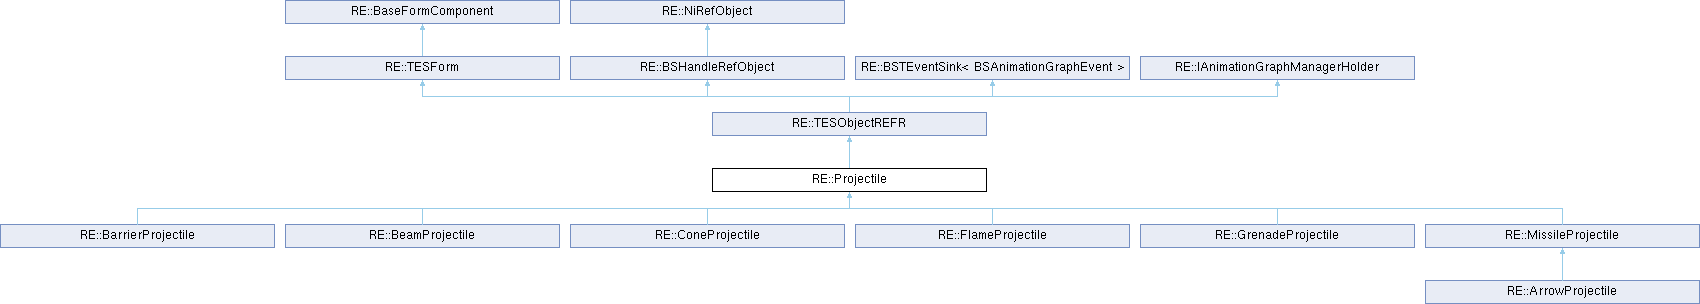 RE::BaseFormComponent
RE::NiRefObject
RE::TESForm
RE::BSHandleRefObject
RE::BSTEventSink< BSAnimationGraphEvent >
RE::IAnimationGraphManagerHolder
RE::TESObjectREFR
RE::Projectile
RE::BarrierProjectile
RE::BeamProjectile
RE::ConeProjectile
RE::FlameProjectile
RE::GrenadeProjectile
RE::MissileProjectile
RE::ArrowProjectile